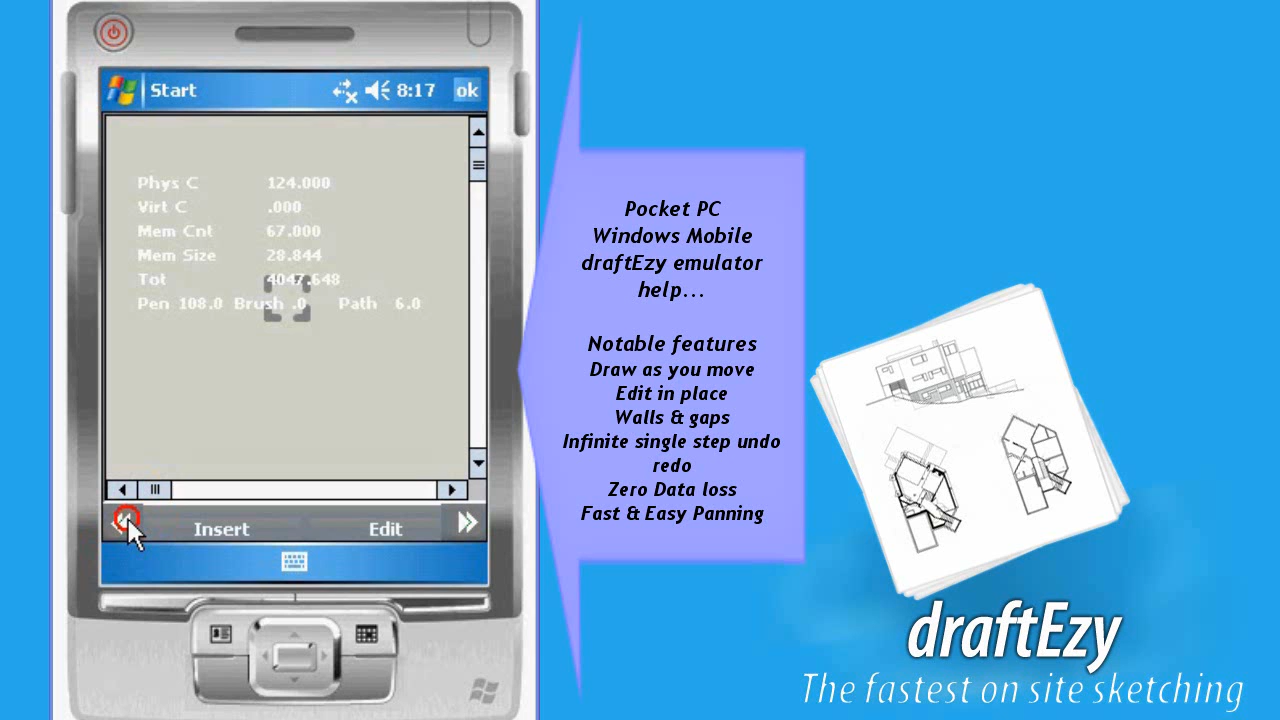 Start 8:17 ok
Phys C 124.000
Virt C .000
Mem Cnt 67.000
Mem Size 28.844
Tot 4047.648
Pen 108.0 Brush .0 Path 6.0
Insert Edit
Pocket PC
Windows Mobile
draftEzy emulator
help...
Notable features
Draw as you move
Edit in place
Walls & gaps
Infinite single step undo
redo
Zero Data loss
Fast & Easy Panning
draftEzy
The fastest on site sketching